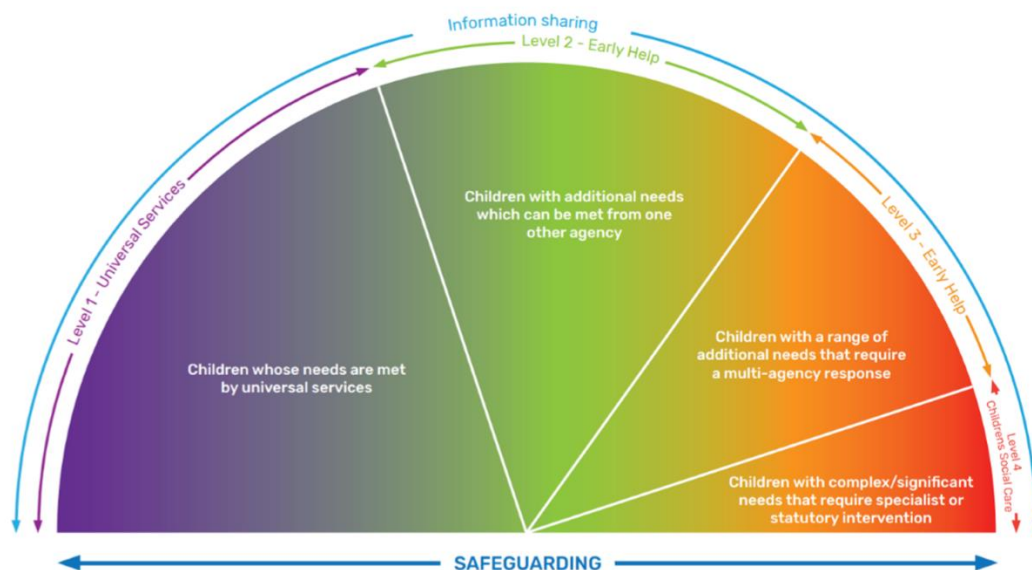 Information sharing
Level 2 - Early Help
Level 1 - Universal Services
Level 3 - Early Help
Level 4
Childrens Social Care
Children with additional needs
which can be met from one
other agency
Children whose needs are met
by universal services
Children with a range of
additional needs that require
a multi-agency response
Children with complex/significant
needs that require specialist or
statutory intervention
SAFEGUARDING